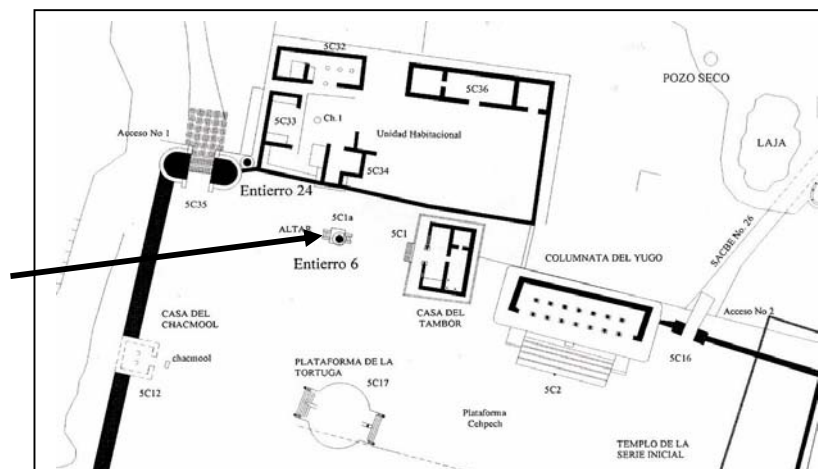 5C32
5C36
POZO SECO
5C33
Ch.1
Unidad Habitacional
LAJA
Acceso No 1
5C34
Entierro 24
5C35
5C1a
ALTAR
5C1
SACBE No. 26
Entierro 6
COLUMNATA DEL YUGO
CASA DEL
CHACMOOL
CASA DEL
TAMBOR
Acceso No 2
chacmool
5C16
PLATAFORMA DE LA
TORTUGA
5C17
5C12
5C2
Plataforma
Cehpech
TEMPLO DE LA
SERIE INICIAL